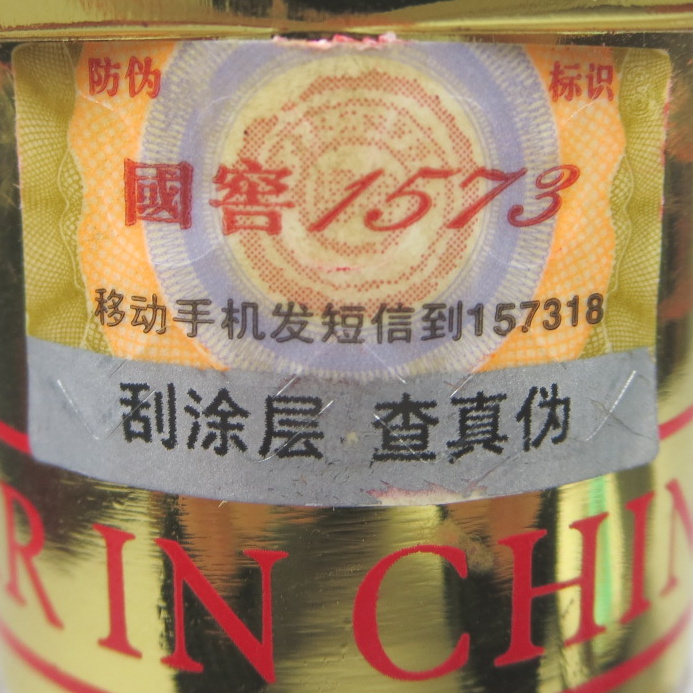 防伪 标识
國窖1573
移动手机发短信到157318
刮涂层 查真伪
R IN CHIN